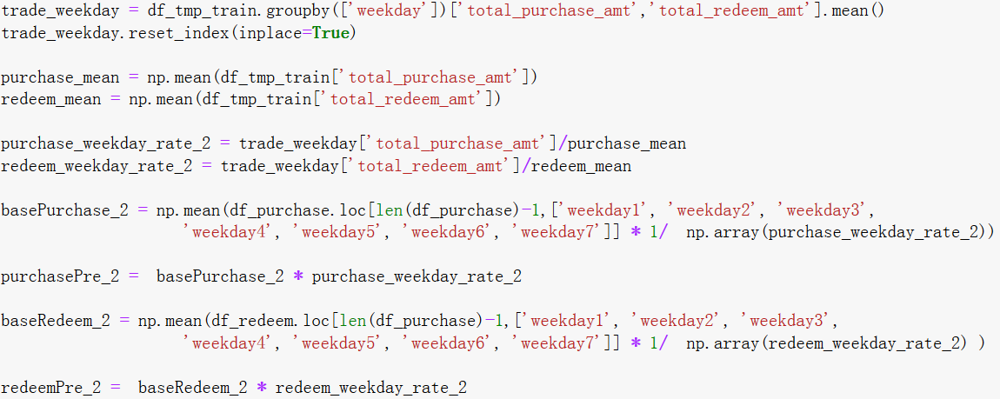 trade_weekday = df_tmp_train.groupby(['weekday'])['total_purchase_amt','total_redeem_amt'].mean()
trade_weekday.reset_index(inplace=True)
purchase_mean = np.mean(df_tmp_train['total_purchase_amt'])
redeem_mean = np.mean(df_tmp_train['total_redeem_amt'])
purchase_weekday_rate_2 = trade_weekday['total_purchase_amt']/purchase_mean
redeem_weekday_rate_2 = trade_weekday['total_redeem_amt']/redeem_mean
basePurchase_2 = np.mean(df_purchase.loc[len(df_purchase)-1,['weekday1', 'weekday2', 'weekday3',
'weekday4', 'weekday5', 'weekday6', 'weekday7']] * 1/  np.array(purchase_weekday_rate_2))
purchasePre_2 =  basePurchase_2 * purchase_weekday_rate_2
baseRedeem_2 = np.mean(df_redeem.loc[len(df_purchase)-1,['weekday1', 'weekday2', 'weekday3',
'weekday4', 'weekday5', 'weekday6', 'weekday7']] * 1/  np.array(redeem_weekday_rate_2) )
redeemPre_2 =  baseRedeem_2 * redeem_weekday_rate_2